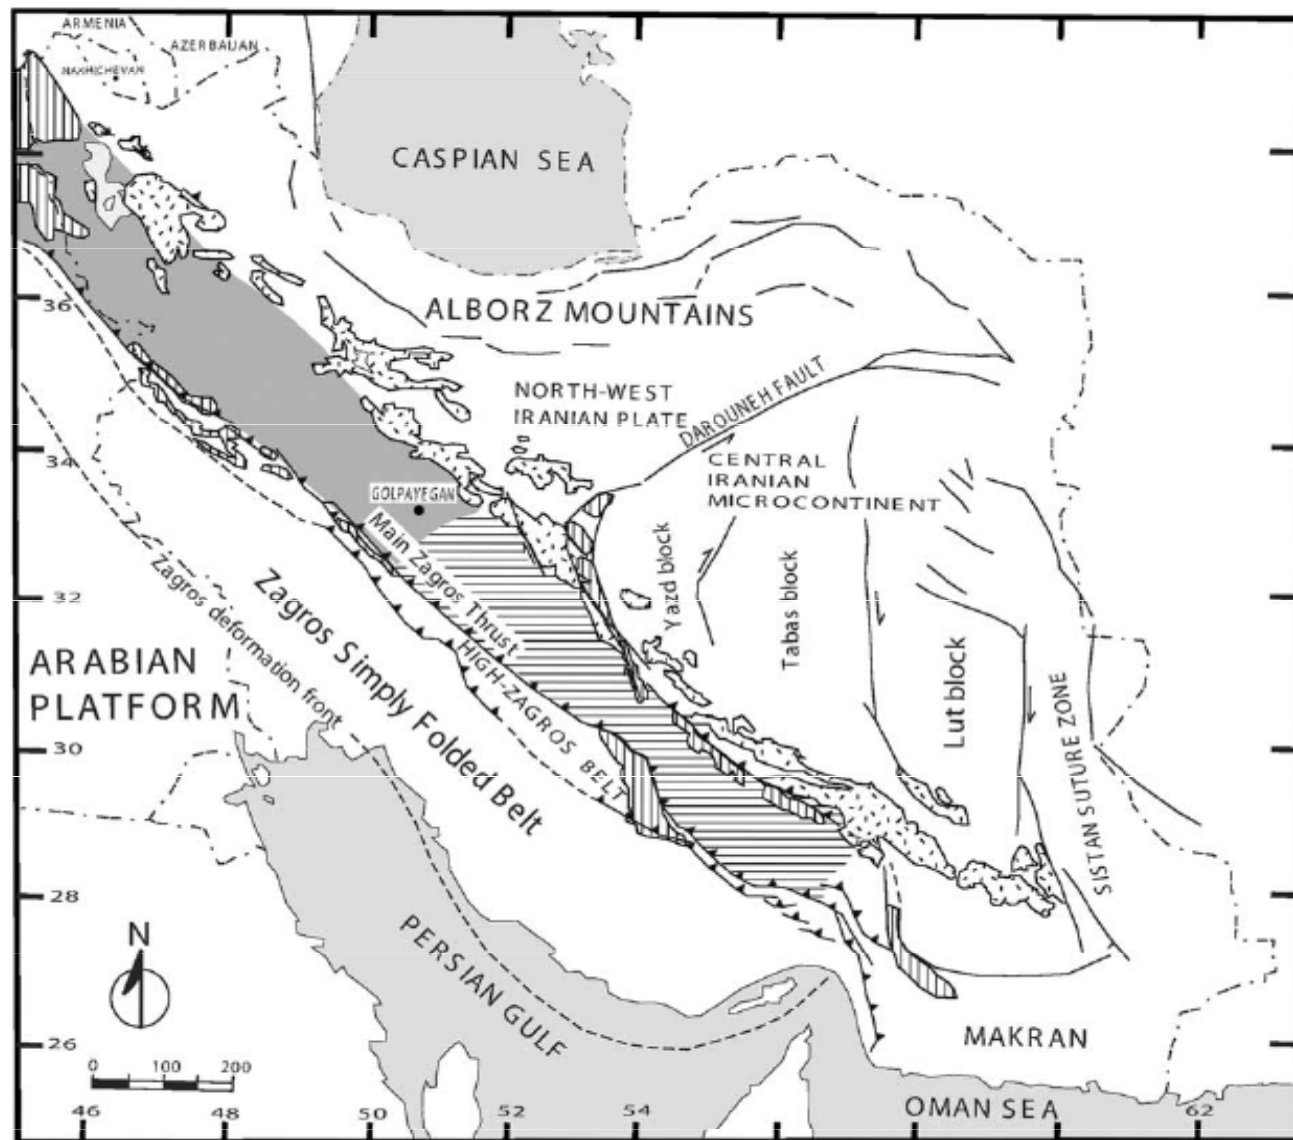 ARMENIA
AZERBAIJAN
NAKHICHEVAN
CASPIAN SEA
36
ALBORZ MOUNTAINS
NORTH-WEST
IRANIAN PLATE
DAROUNEH FAULT
34
CENTRAL
IRANIAN
MICROCONTINENT
GOLPAYEGAN
Main Zagros Thrust
Yazd block
Tabas block
Lut block
32
Zagros deformation front
Zagros Simply Folded Belt
HIGH-ZAGROS BELT
ARABIAN
PLATFORM
SISTAN SUTURE ZONE
30
28
N
PERSIAN GULF
MAKRAN
26
0 100 200
OMAN SEA
46 48 50 52 54 62